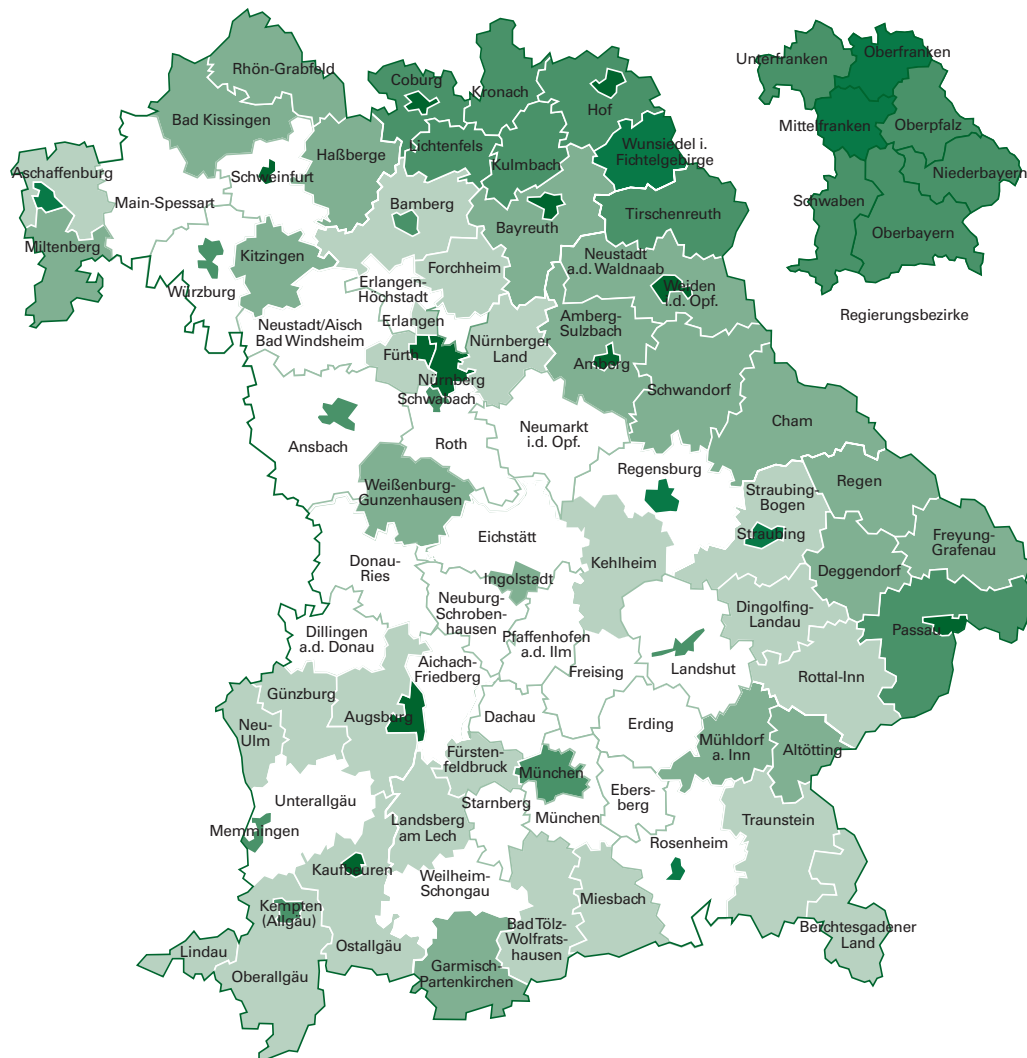 Rhön-Grabfeld
Coburg
Kronach
Hof
Unterfranken
Oberfranken
Bad Kissingen
Mittelfranken
Oberpfalz
Niederbayern
Schwaben
Oberbayern
Regierungsbezirke
Aschaffenburg
Schweinfurt
Haßberge
Lichtenfels
Kulmbach
Wunsiedel i.
Fichtelgebirge
Main-Spessart
Bamberg
Bayreuth
Tirschenreuth
Miltenberg
Kitzingen
Würzburg
Forchheim
Neustadt
a.d. Waldnaab
Weiden
i.d. Opf.
Erlangen-
Höchstadt
Erlangen
Neustadt/Aisch
Bad Windsheim
Fürth
Nürnberg
Nürnberger
Land
Amberg-
Sulzbach
Amberg
Schwabach
Schwandorf
Ansbach
Roth
Neumarkt
i.d. Opf.
Cham
Regensburg
Weißenburg-
Gunzenhausen
Straubing-
Bogen
Straubing
Regen
Freyung-
Grafenau
Eichstätt
Kehlheim
Deggendorf
Donau-
Ries
Ingolstadt
Neuburg-
Schroben-
hausen
Pfaffenhofen
a.d. Ilm
Dingolfing-
Landau
Passau
Dillingen
a.d. Donau
Aichach-
Friedberg
Freising
Landshut
Rottal-Inn
Günzburg
Neu-
Ulm
Augsburg
Dachau
Erding
Mühldorf
a. Inn
Altötting
Fürsten-
feldbruck
München
Ebers-
berg
Unterallgäu
Starnberg
München
Memmingen
Landsberg
am Lech
Traunstein
Rosenheim
Kaufbeuren
Weilheim-
Schongau
Miesbach
Kempten
(Allgäu)
Bad Tölz-
Wolfrats-
hausen
Berchtesgadener
Land
Lindau
Oberallgäu
Ostallgäu
Garmisch-
Partenkirchen